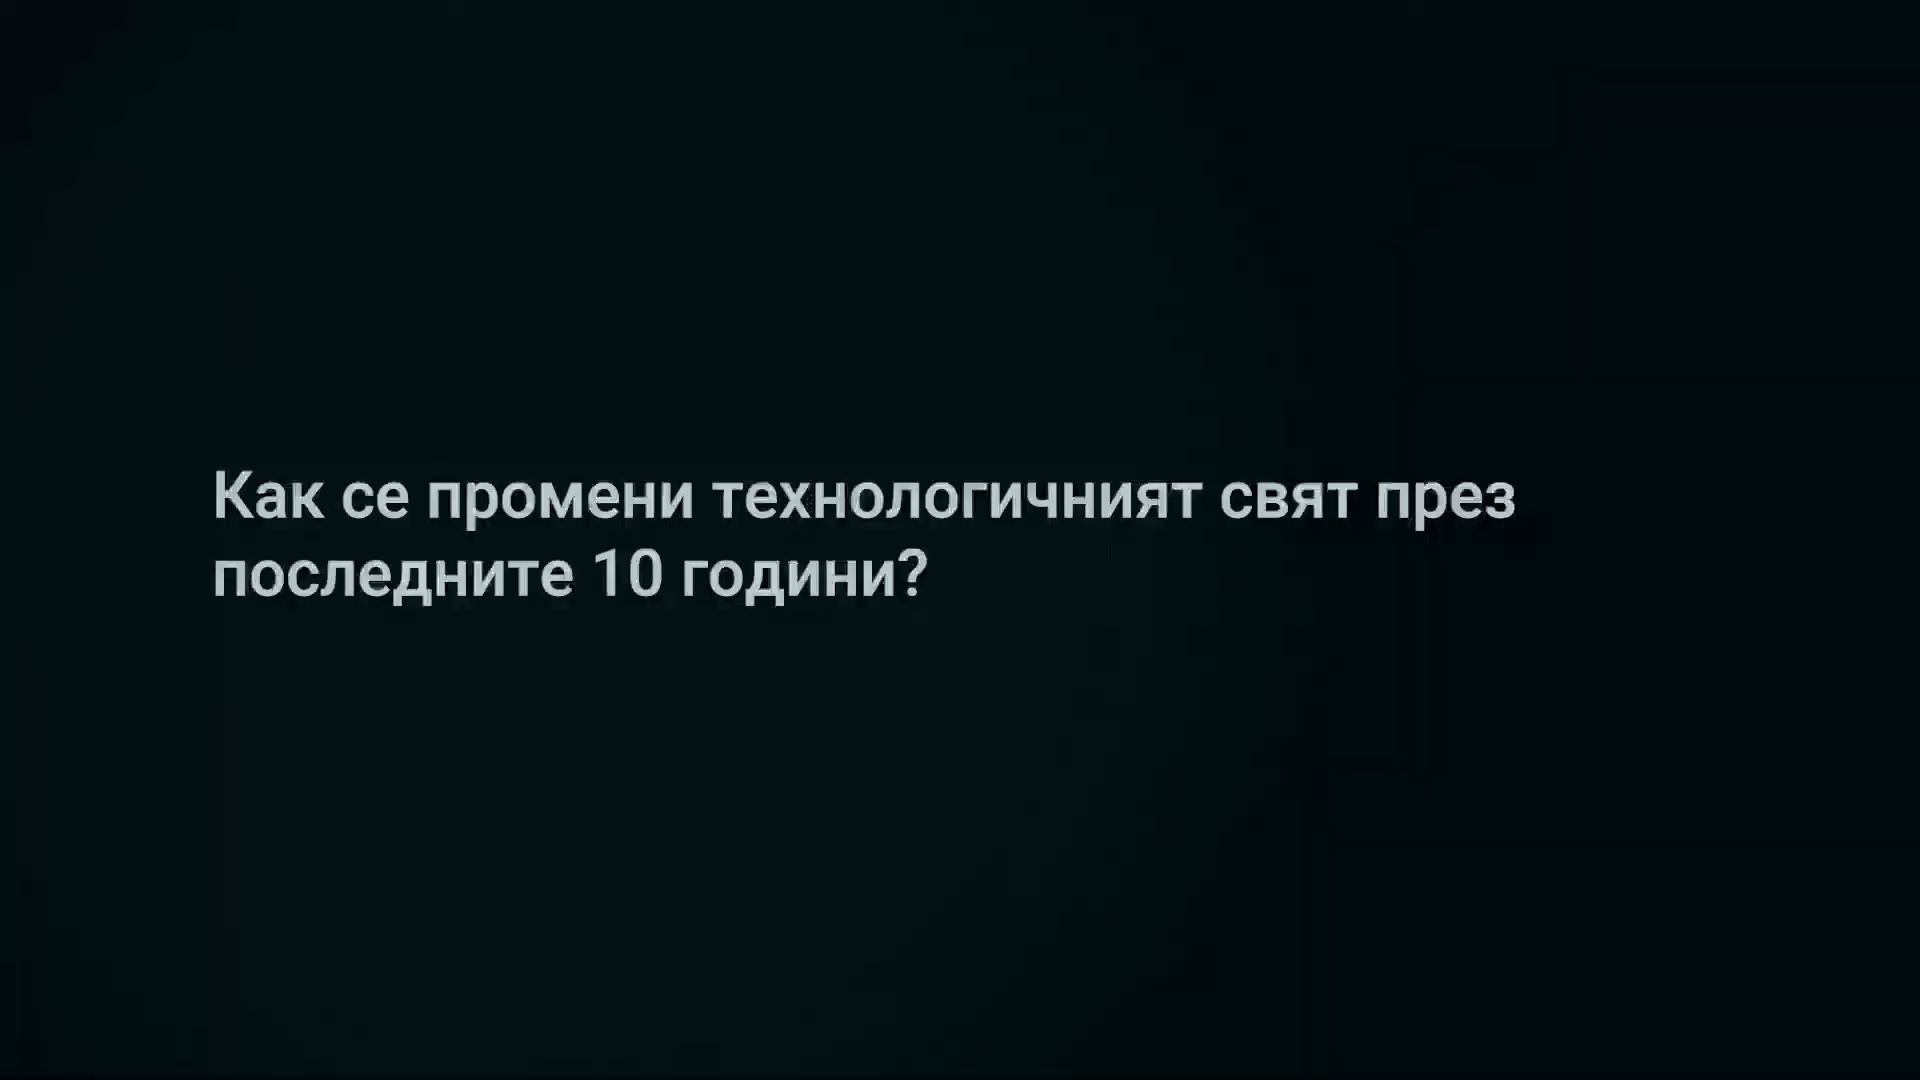 Как се промени технологичният свят през
последните 10 години?